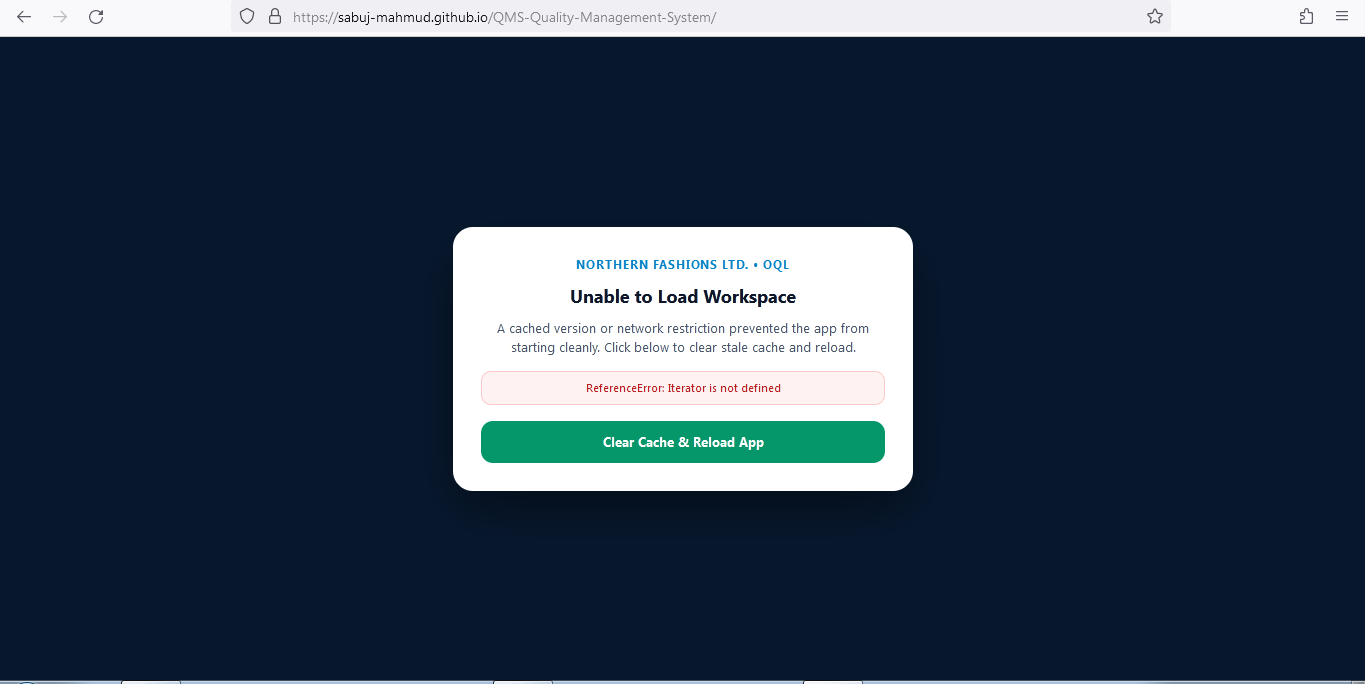 https://sabuj-mahmud.github.io/QMS-Quality-Management-System/
NORTHERN FASHIONS LTD. • OQL
Unable to Load Workspace
A cached version or network restriction prevented the app from
starting cleanly. Click below to clear stale cache and reload.
ReferenceError: Iterator is not defined
Clear Cache & Reload App